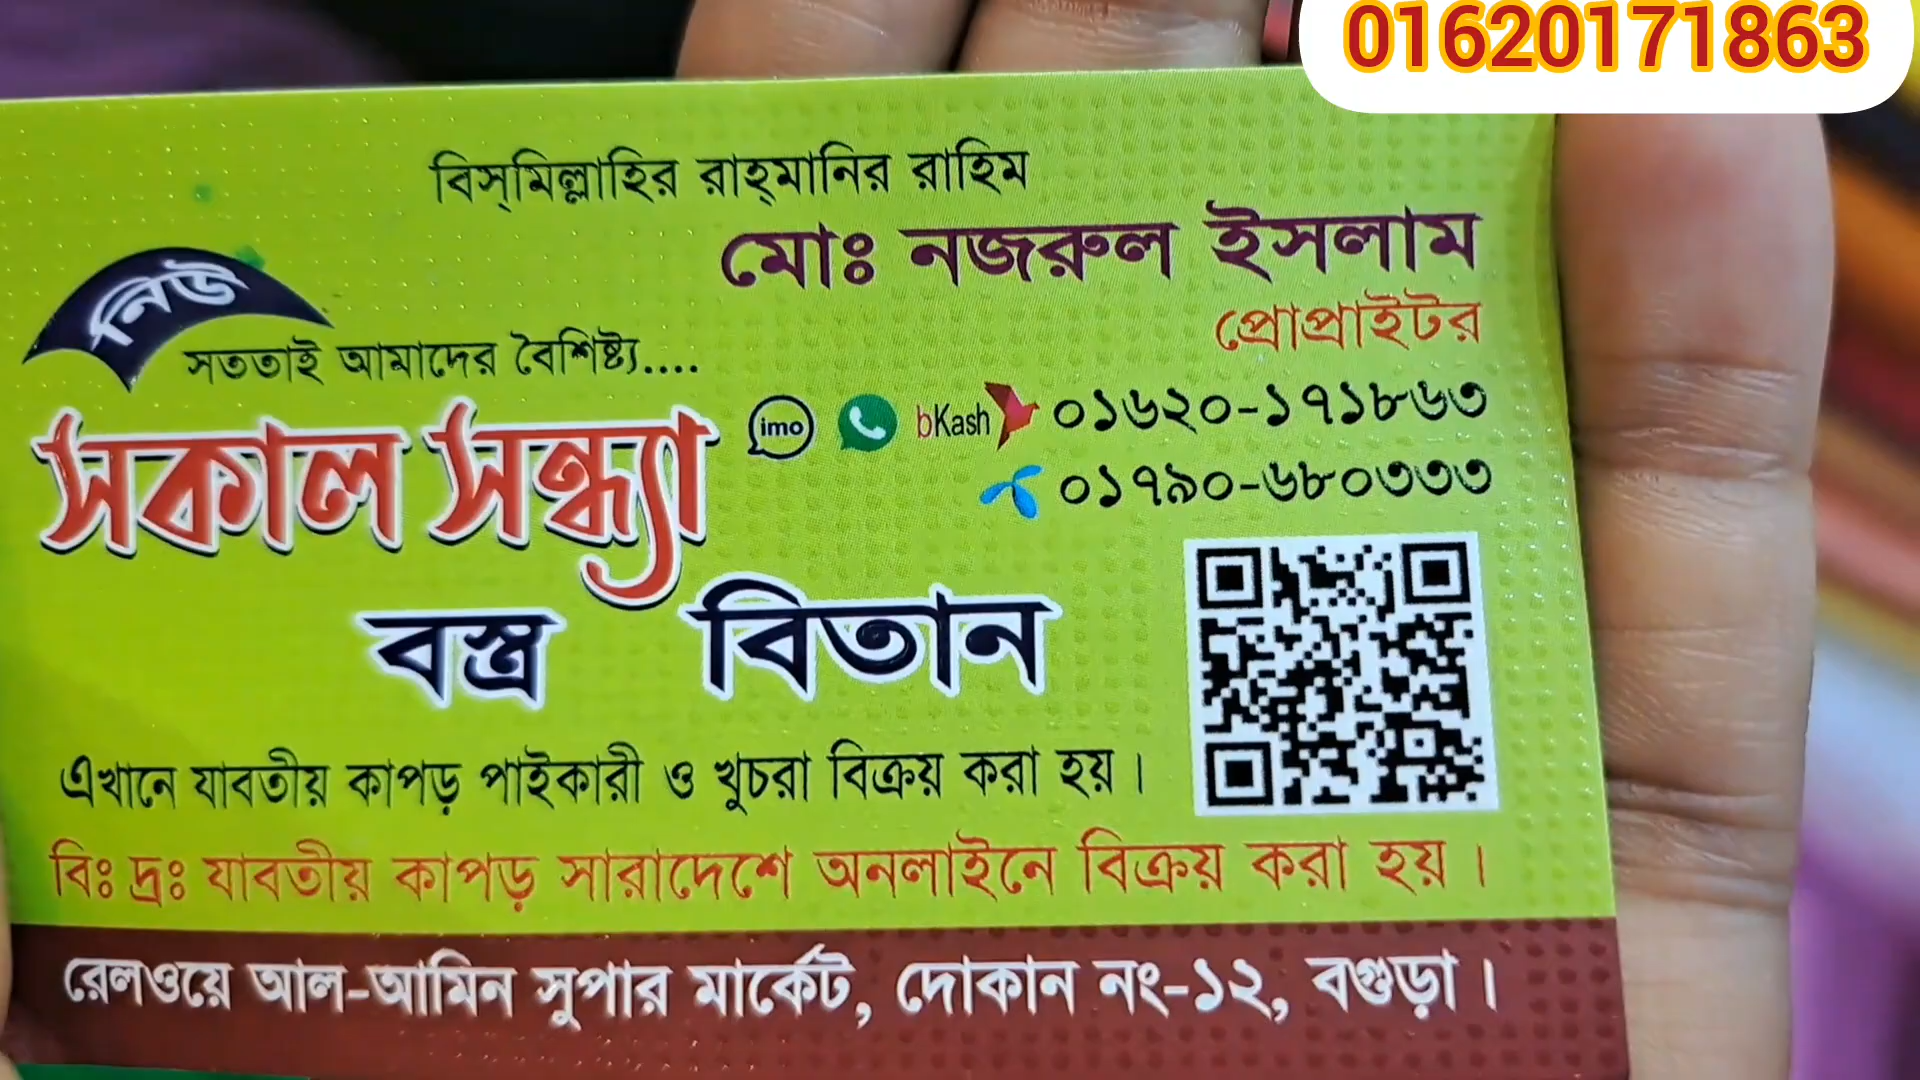 01620171863
বিস্‌মিল্লাহির রাহ্‌মানির রাহিম
মোঃ নজরুল ইসলাম
প্রোপ্রাইটর
নিউ
সততাই আমাদের বৈশিষ্ট্য....
সকাল সন্ধ্যা
imo bKash ০১৬২০-১৭১৮৬৩
০১৭৯০-৬৮০৩৩৩
বস্ত্র বিতান
এখানে যাবতীয় কাপড় পাইকারী ও খুচরা বিক্রয় করা হয়।
বিঃ দ্রঃ যাবতীয় কাপড় সারাদেশে অনলাইনে বিক্রয় করা হয়।
রেলওয়ে আল-আমিন সুপার মার্কেট, দোকান নং-১২, বগুড়া।